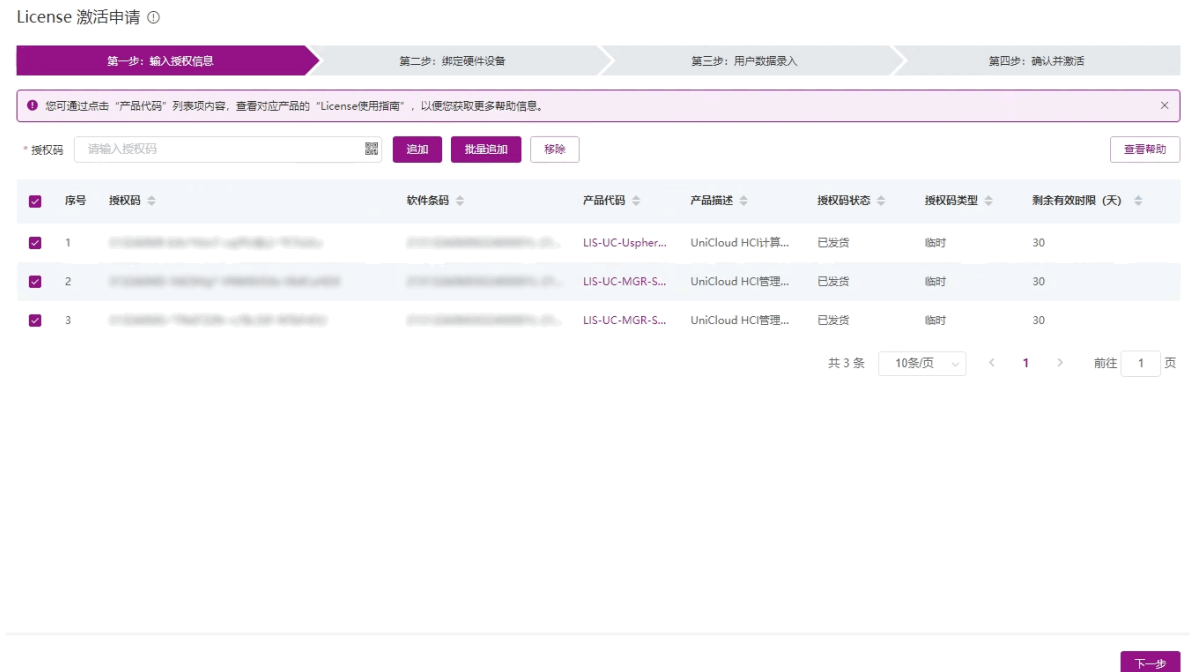 License 激活申请
第一步：输入授权信息 第二步：绑定硬件设备 第三步：用户数据录入 第四步：确认并激活
您可通过点击“产品代码”列表项内容，查看对应产品的“License使用指南”，以便您获取更多帮助信息。
* 授权码 请输入授权码 追加 批量追加 移除 查看帮助
序号 授权码 软件条码 产品代码 产品描述 授权码状态 授权码类型 剩余有效时限（天）
1 LIS-UC-Uspher... UniCloud HCI计算... 已发货 临时 30
2 LIS-UC-MGR-S... UniCloud HCI管理... 已发货 临时 30
3 LIS-UC-MGR-S... UniCloud HCI管理... 已发货 临时 30
共 3 条 10条/页 1 前往 1 页
下一步